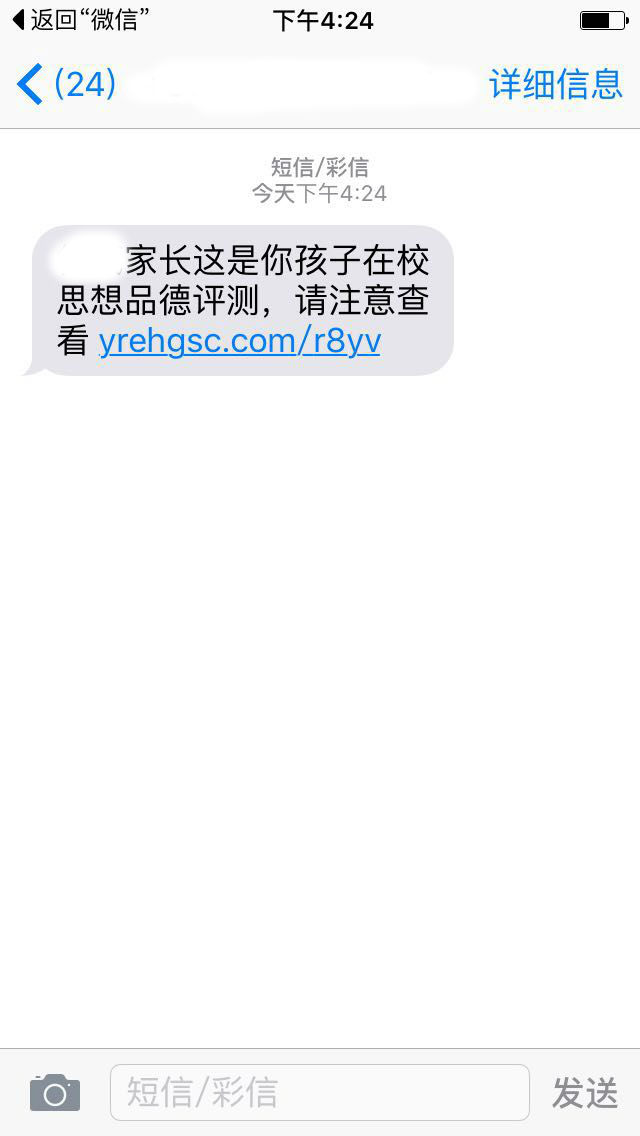 返回“微信”
下午4:24
(24)
详细信息
短信/彩信
今天下午4:24
家长这是你孩子在校
思想品德评测，请注意查
看 yrehgsc.com/r8yv
短信/彩信
发送